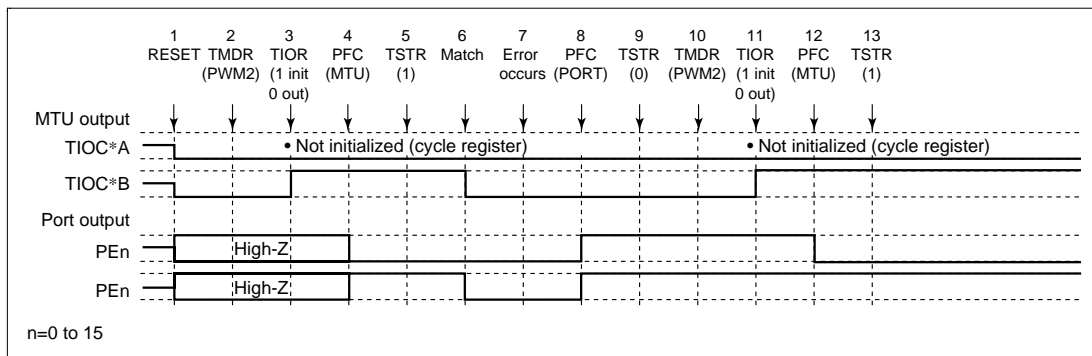 1 2 3 4 5 6 7 8 9 10 11 12 13
RESET TMDR TIOR PFC TSTR Match Error PFC TSTR TMDR TIOR PFC TSTR
(PWM2) (1 init (MTU) (1) occurs (PORT) (0) (PWM2) (1 init (MTU) (1)
0 out) 0 out)
MTU output
TIOC*A • Not initialized (cycle register) • Not initialized (cycle register)
TIOC*B
Port output
PEn High-Z
PEn High-Z
n=0 to 15